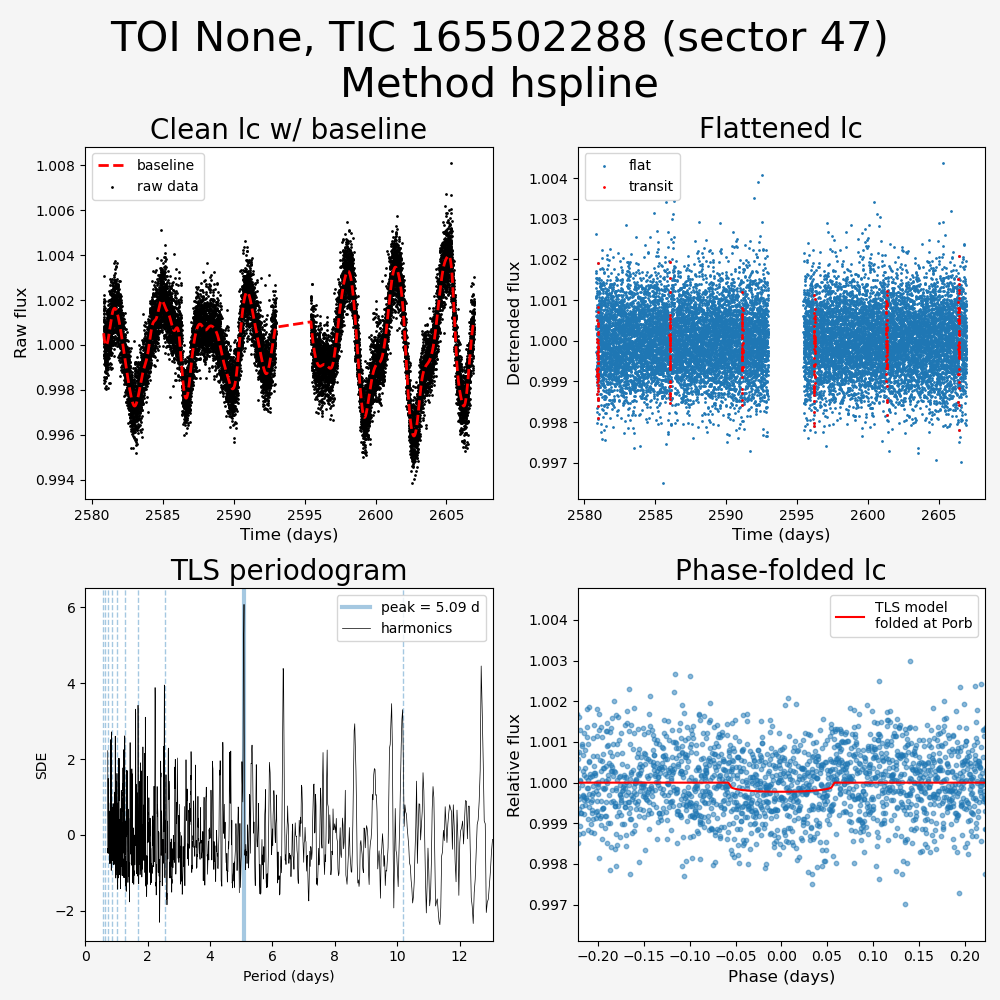 TOI None, TIC 165502288 (sector 47)
Method hspline
Clean lc w/ baseline
baseline
raw data
Raw flux
1.008
1.006
1.004
1.002
1.000
0.998
0.996
0.994
2580 2585 2590 2595 2600 2605
Time (days)
Flattened lc
flat
transit
Detrended flux
1.004
1.003
1.002
1.001
1.000
0.999
0.998
0.997
2580 2585 2590 2595 2600 2605
Time (days)
TLS periodogram
peak = 5.09 d
harmonics
SDE
6
4
2
0
−2
0 2 4 6 8 10 12
Period (days)
Phase-folded lc
TLS model
folded at Porb
Relative flux
1.004
1.003
1.002
1.001
1.000
0.999
0.998
0.997
−0.20 −0.15 −0.10 −0.05 0.00 0.05 0.10 0.15 0.20
Phase (days)